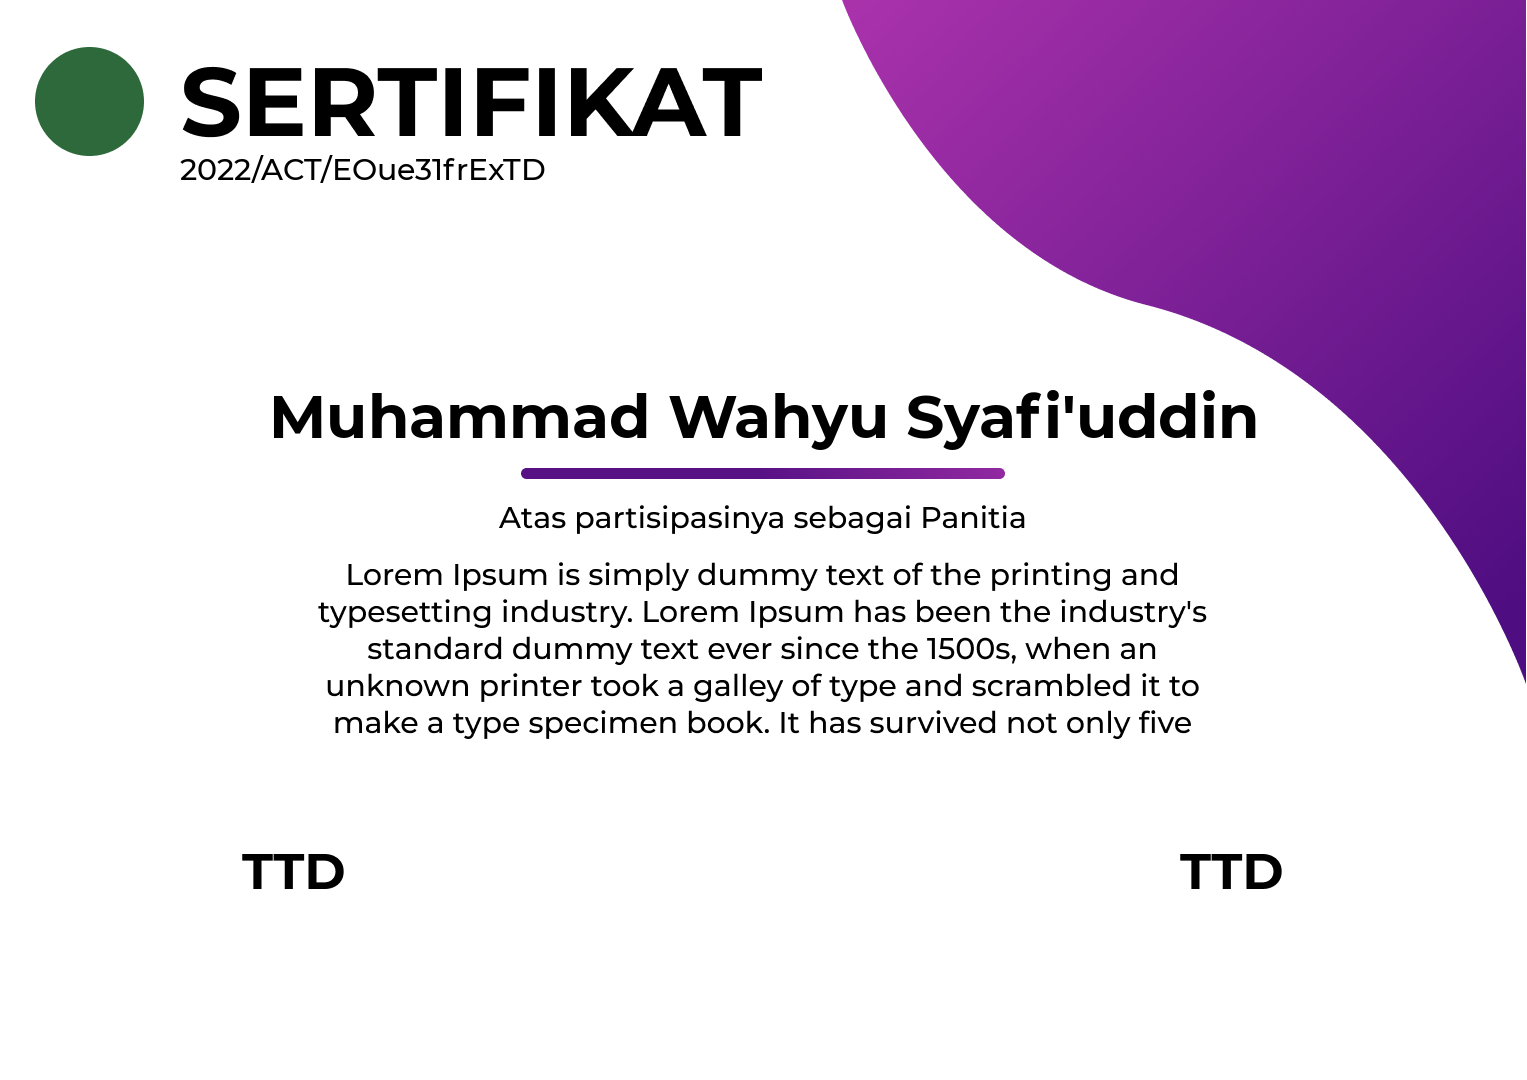 SERTIFIKAT
2022/ACT/EOue31frExTD
Muhammad Wahyu Syafi'uddin
Atas partisipasinya sebagai Panitia
Lorem Ipsum is simply dummy text of the printing and
typesetting industry. Lorem Ipsum has been the industry's
standard dummy text ever since the 1500s, when an
unknown printer took a galley of type and scrambled it to
make a type specimen book. It has survived not only five
TTD
TTD